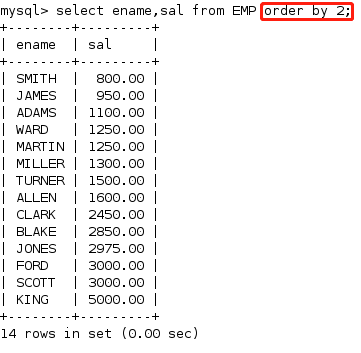 mysql> select ename,sal from EMP order by 2;
+--------+---------+
| ename  | sal     |
+--------+---------+
| SMITH  |  800.00 |
| JAMES  |  950.00 |
| ADAMS  | 1100.00 |
| WARD   | 1250.00 |
| MARTIN | 1250.00 |
| MILLER | 1300.00 |
| TURNER | 1500.00 |
| ALLEN  | 1600.00 |
| CLARK  | 2450.00 |
| BLAKE  | 2850.00 |
| JONES  | 2975.00 |
| FORD   | 3000.00 |
| SCOTT  | 3000.00 |
| KING   | 5000.00 |
+--------+---------+
14 rows in set (0.00 sec)